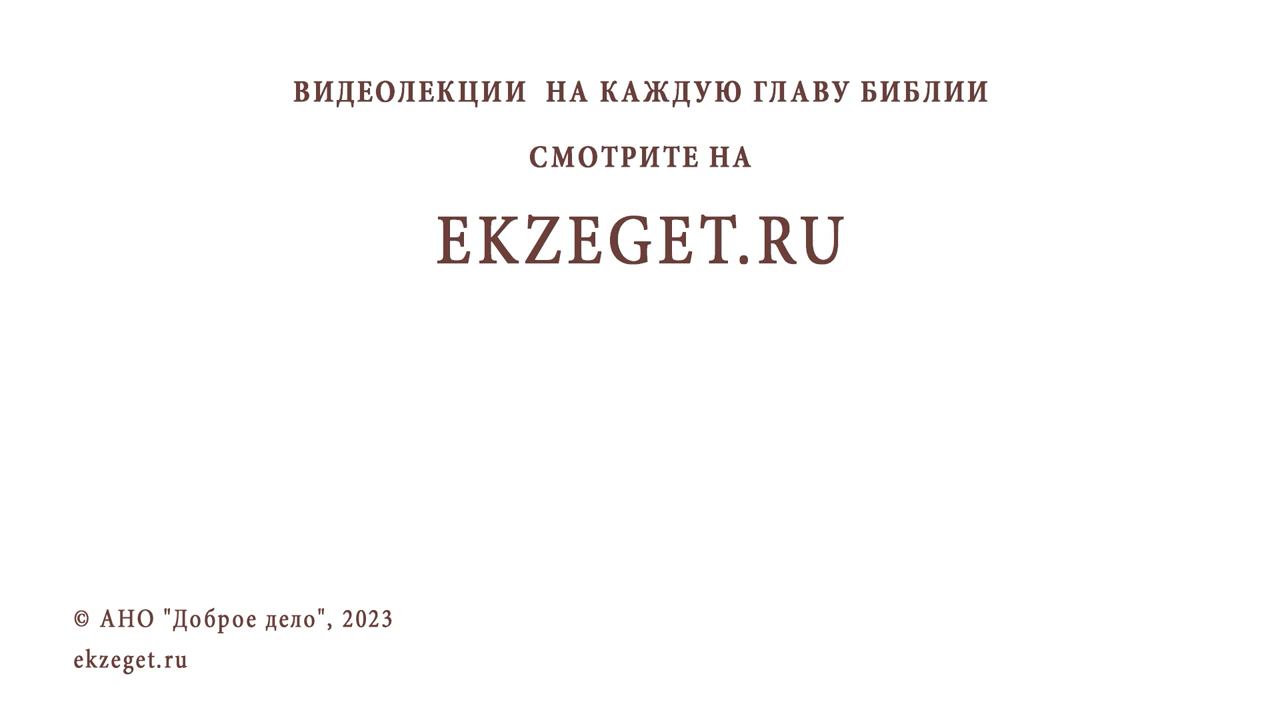 ВИДЕОЛЕКЦИИ НА КАЖДУЮ ГЛАВУ БИБЛИИ
СМОТРИТЕ НА
EKZEGET.RU
© АНО "Доброе дело", 2023
ekzeget.ru